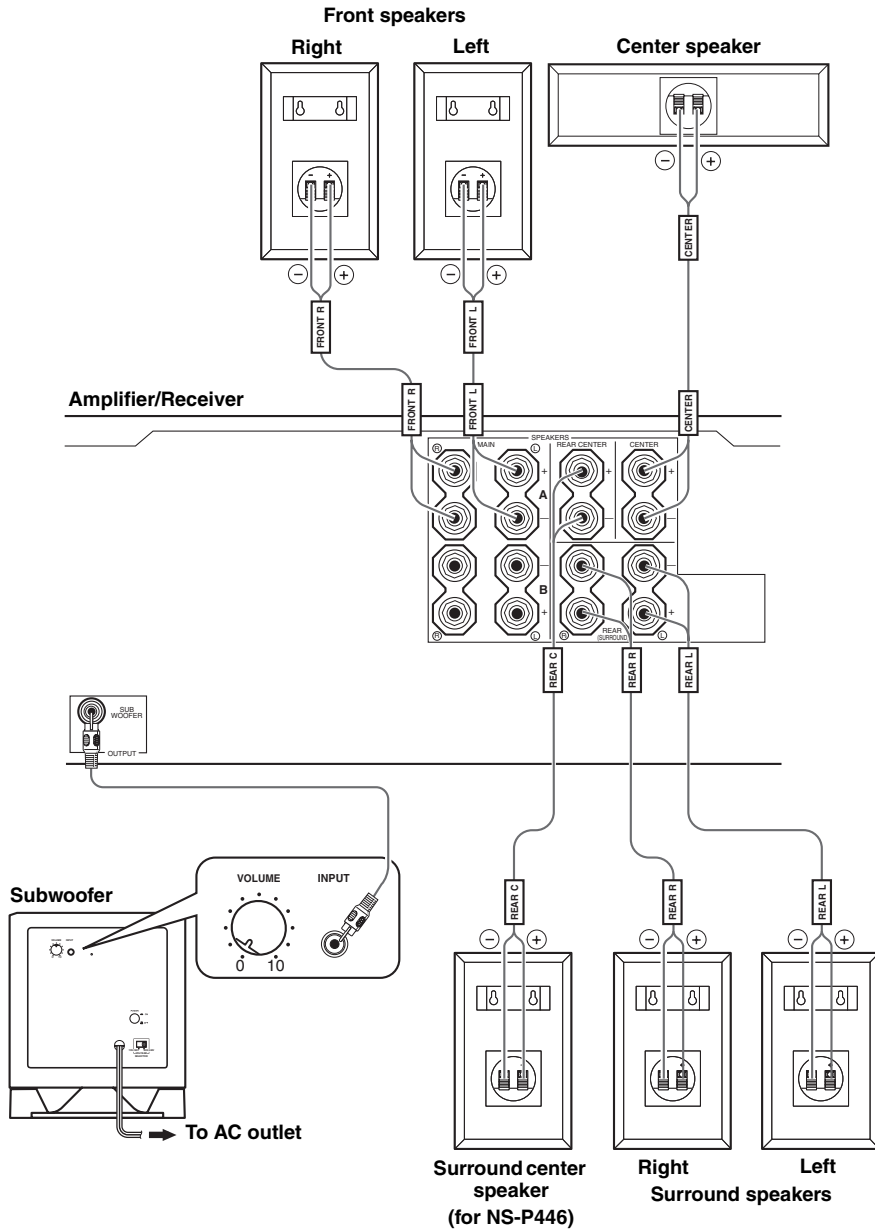 Front speakers
Right
Left
Center speaker
− +
− +
− +
− +
− +
FRONT R
FRONT L
CENTER
Amplifier/Receiver
FRONT R
FRONT L
CENTER
SPEAKERS
R
MAIN
L
REAR CENTER
CENTER
+
+
+
A
−
−
−
−
−
B
+
+
R
L
R
REAR
(SURROUND)
L
REAR C
REAR R
REAR L
SUB
WOOFER
OUTPUT
VOLUME
INPUT
0 10
Subwoofer
To AC outlet
REAR C
REAR R
REAR L
− +
− +
− +
Surround center
speaker
(for NS-P446)
Right
Left
Surround speakers